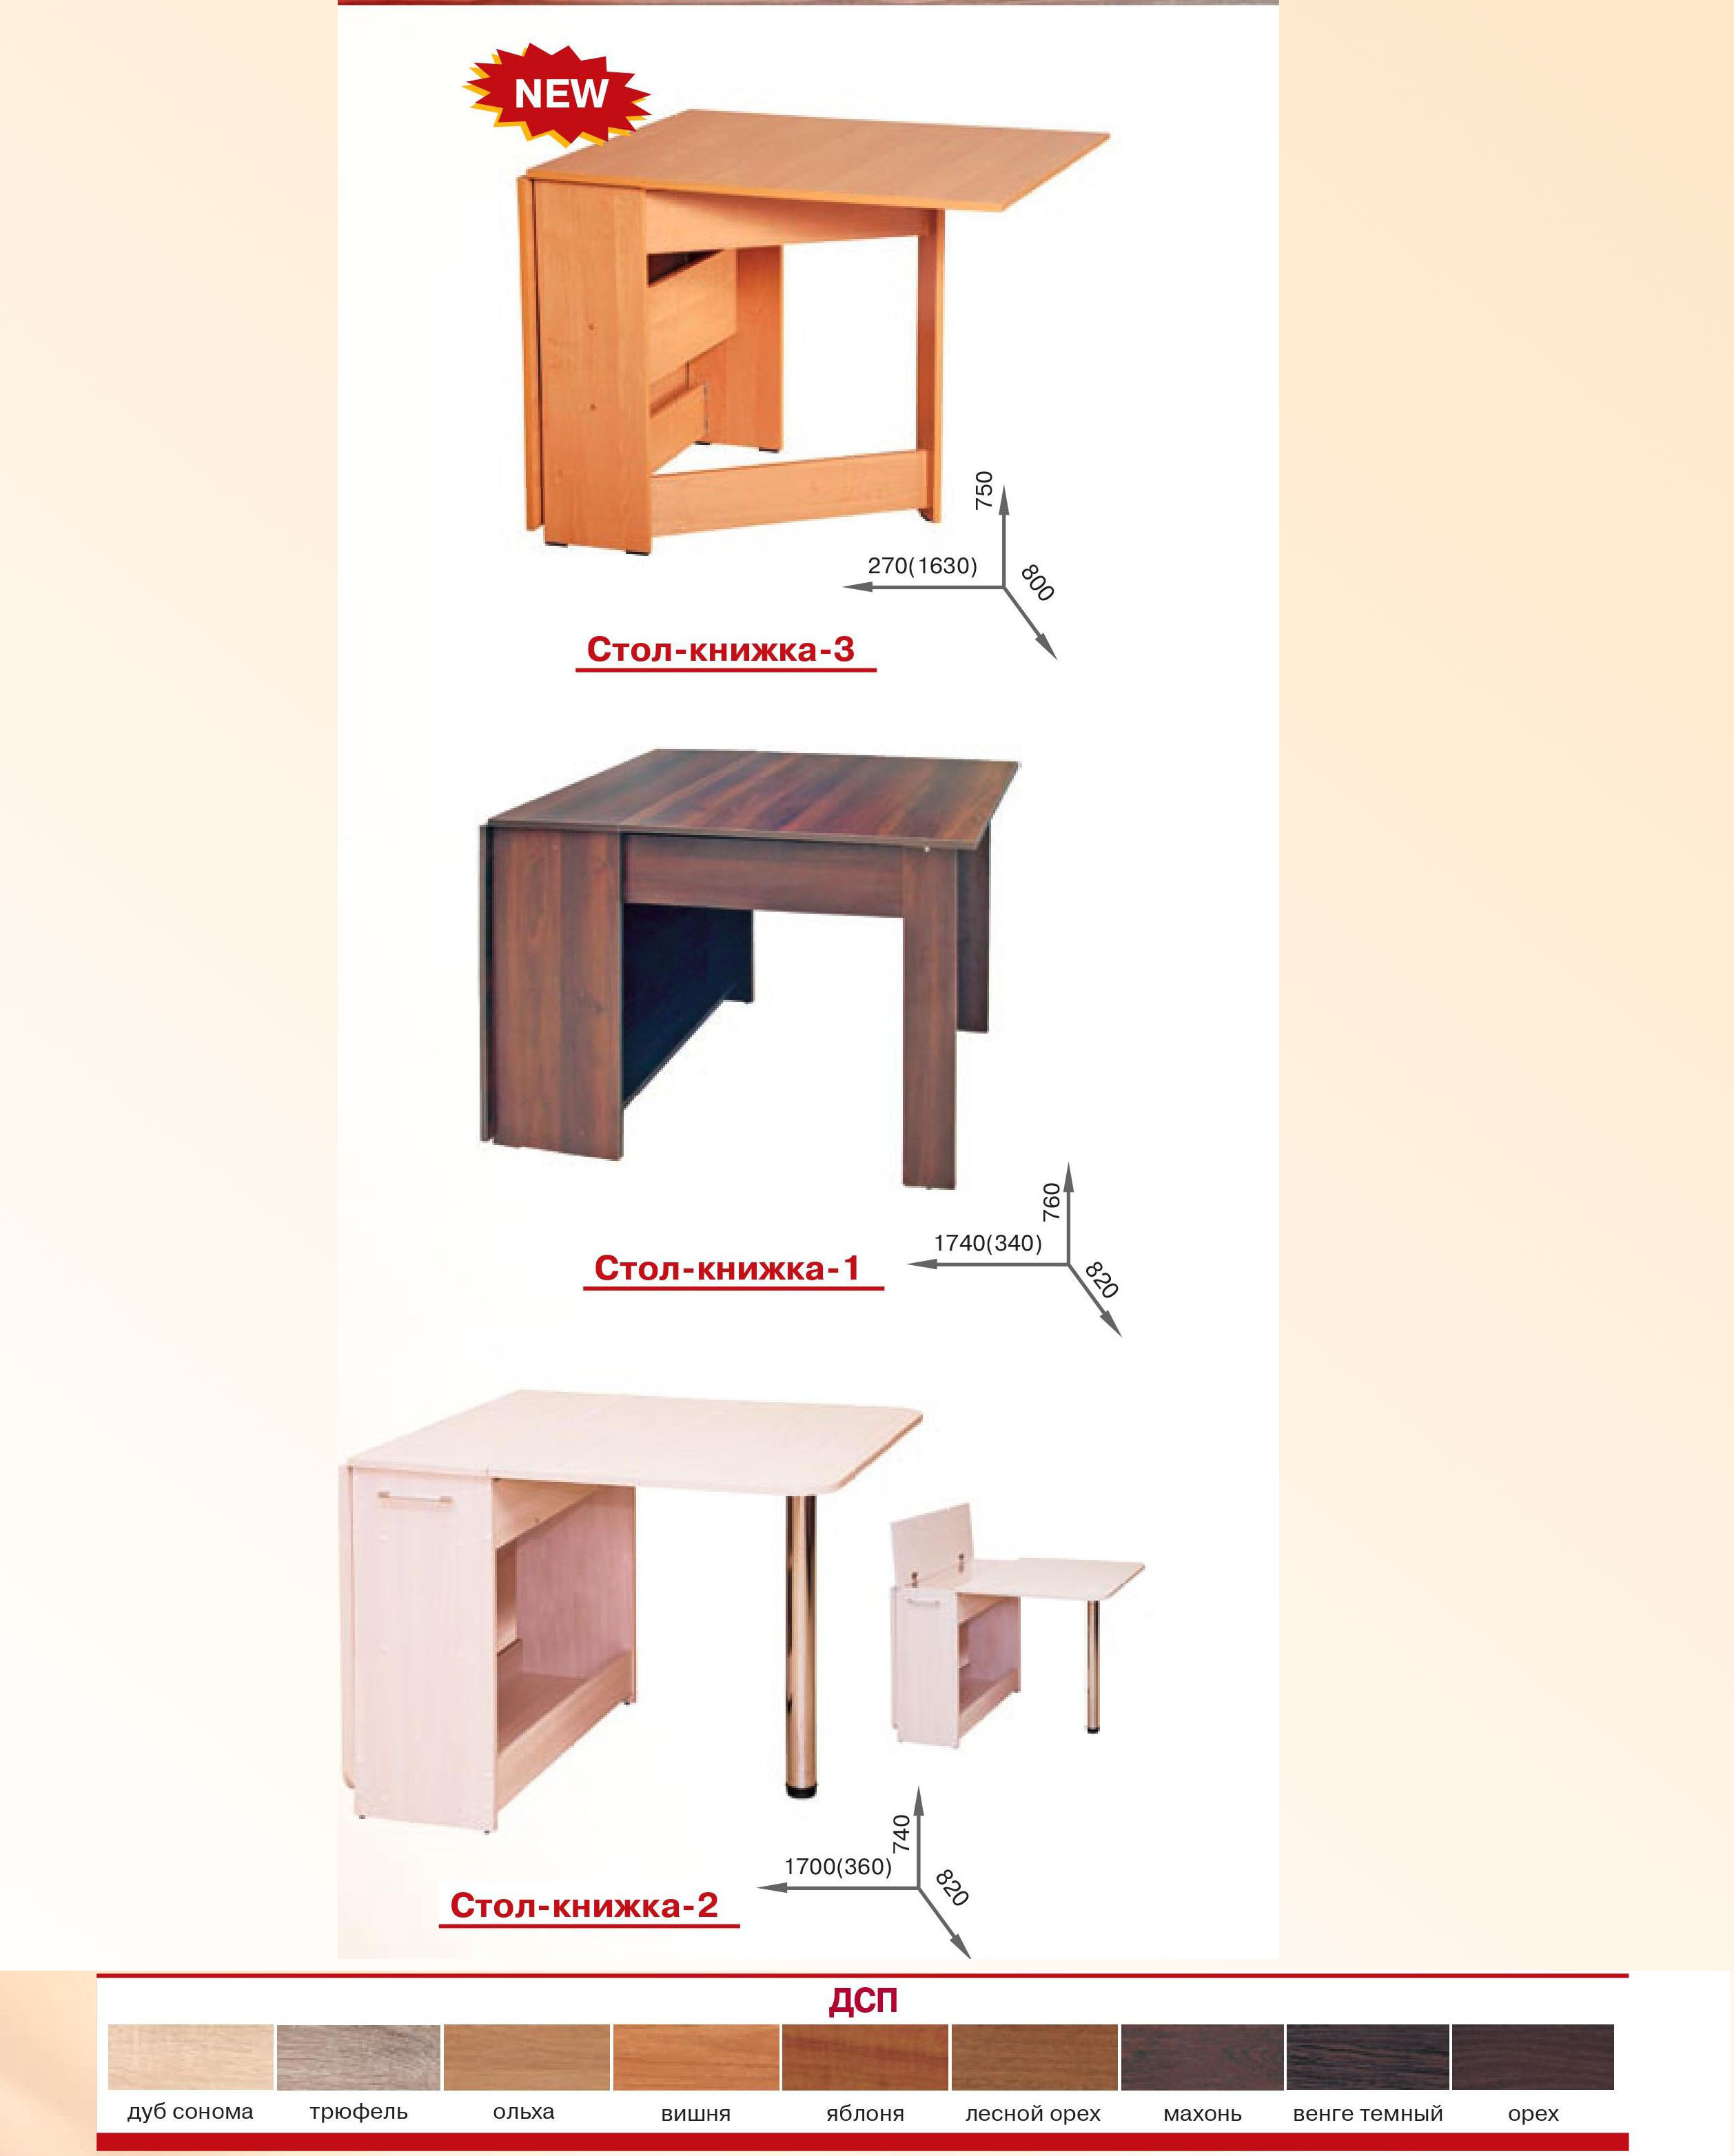 NEW
750
270(1630)
800
Стол-книжка-3
760
1740(340)
820
Стол-книжка-1
740
1700(360)
820
Стол-книжка-2
ДСП
дуб сонома трюфель ольха вишня яблоня лесной орех махонь венге темный орех